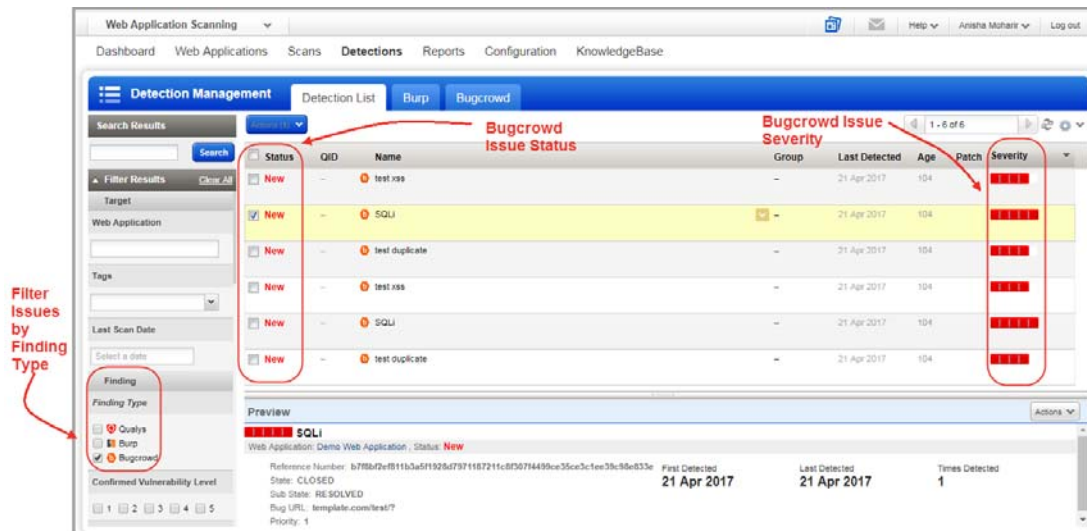 Web Application Scanning
Help Anisha Moharir Log out
Dashboard Web Applications Scans Detections Reports Configuration KnowledgeBase
Detection Management Detection List Burp Bugcrowd
Search Results
Search
Actions (1)
Bugcrowd Issue Status
Bugcrowd Issue Severity
1 - 6 of 6
Status QID Name Group Last Detected Age Patch Severity
New – test xss – 21 Apr 2017 104
New – SQLi – 21 Apr 2017 104
New – test duplicate – 21 Apr 2017 104
New – test xss – 21 Apr 2017 104
New – SQLi – 21 Apr 2017 104
New – test duplicate – 21 Apr 2017 104
Filter Results Clear All
Target
Web Application
Tags
Last Scan Date
Select a date
Filter Issues by Finding Type
Finding
Finding Type
Qualys
Burp
Bugcrowd
Confirmed Vulnerability Level
1 2 3 4 5
Preview Actions
SQLi
Web Application: Demo Web Application , Status: New
Reference Number:
State: CLOSED
Sub State: RESOLVED
Bug URL: template.com/test/?
Priority: 1
First Detected
21 Apr 2017
Last Detected
21 Apr 2017
Times Detected
1